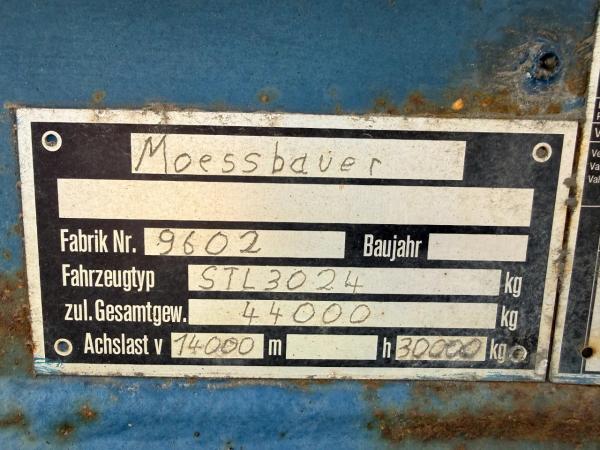 Moessbauer
Fabrik Nr. 9602 Baujahr
Fahrzeugtyp STL3024 kg
zul. Gesamtgew. 44000 kg
Achslast v 14000 m h 30000 kg